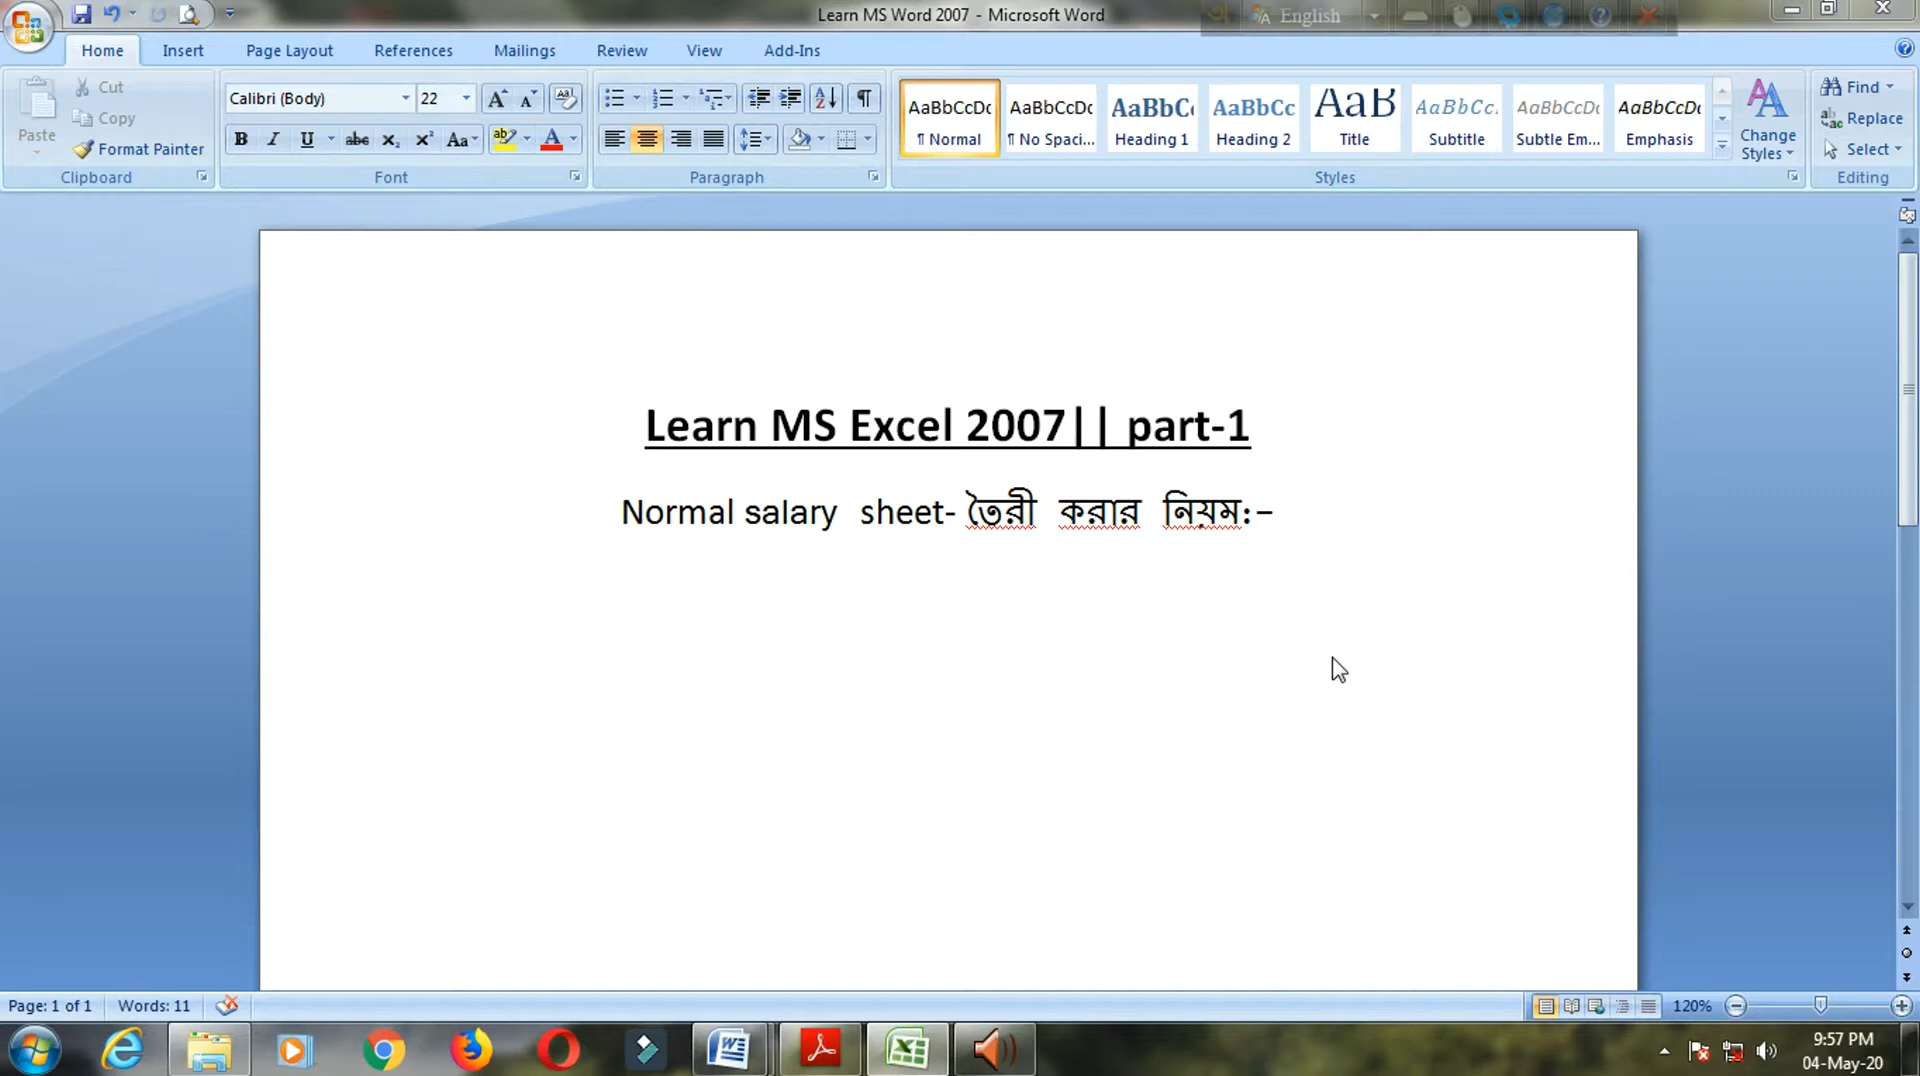 Learn MS Word 2007 - Microsoft Word
English
Home Insert Page Layout References Mailings Review View Add-Ins
Paste
Cut
Copy
Format Painter
Clipboard
Calibri (Body) 22
Font
Paragraph
AaBbCcDc AaBbCcDc AaBbC AaBbCc AaB AaBbCc. AaBbCcDc AaBbCcDc
¶ Normal ¶ No Spaci... Heading 1 Heading 2 Title Subtitle Subtle Em... Emphasis
Change Styles
Styles
Find
Replace
Select
Editing
Learn MS Excel 2007|| part-1
Normal salary sheet- তৈরী করার নিয়ম:-
Page: 1 of 1 Words: 11 120%
9:57 PM
04-May-20